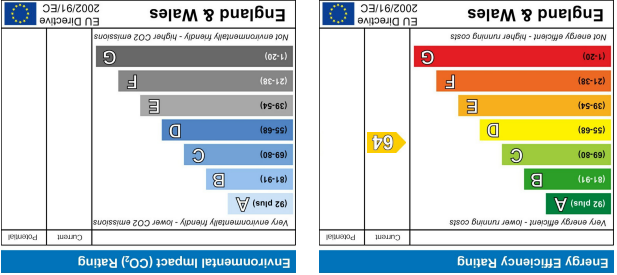 Energy Efficiency Rating
Current Potential
Very energy efficient - lower running costs
(92 plus) A
(81-91) B
(69-80) C
(55-68) D
(39-54) E
(21-38) F
(1-20) G
Not energy efficient - higher running costs
64
England & Wales
EU Directive
2002/91/EC
Environmental Impact (CO₂) Rating
Current Potential
Very environmentally friendly - lower CO2 emissions
(92 plus) A
(81-91) B
(69-80) C
(55-68) D
(39-54) E
(21-38) F
(1-20) G
Not environmentally friendly - higher CO2 emissions
England & Wales
EU Directive
2002/91/EC